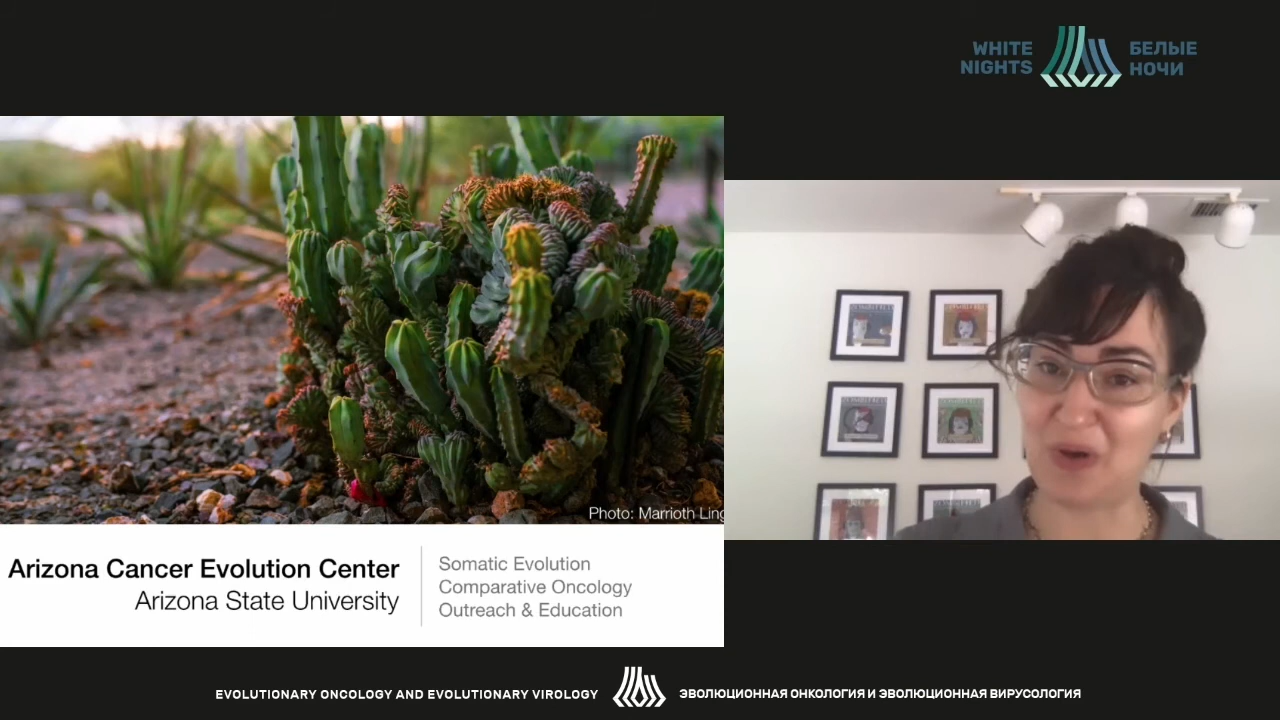 WHITE
NIGHTS
БЕЛЫЕ
НОЧИ
Photo: Marrioth Ling
Arizona Cancer Evolution Center
Arizona State University
Somatic Evolution
Comparative Oncology
Outreach & Education
EVOLUTIONARY ONCOLOGY AND EVOLUTIONARY VIROLOGY
ЭВОЛЮЦИОННАЯ ОНКОЛОГИЯ И ЭВОЛЮЦИОННАЯ ВИРУСОЛОГИЯ